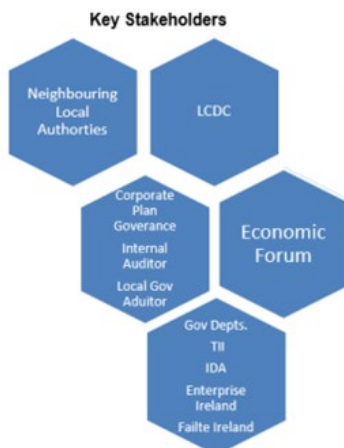 Key Stakeholders
Neighbouring
Local
Authorties
LCDC
Corporate
Plan
Goverance
Internal
Auditor
Local Gov
Aduitor
Economic
Forum
Gov Depts.
TII
IDA
Enterprise
Ireland
Failte Ireland